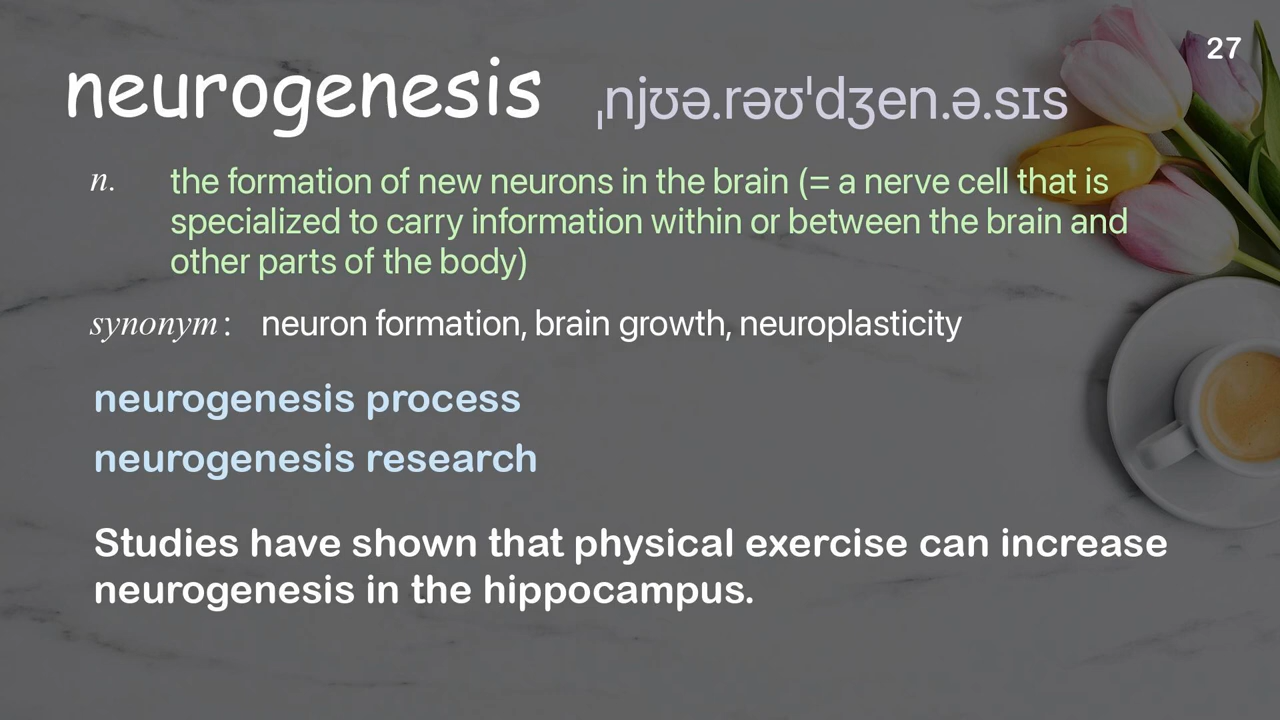 27
neurogenesis ˌnjʊə.rəʊˈdʒen.ə.sɪs
n. the formation of new neurons in the brain (= a nerve cell that is
specialized to carry information within or between the brain and
other parts of the body)
synonym: neuron formation, brain growth, neuroplasticity
neurogenesis process
neurogenesis research
Studies have shown that physical exercise can increase
neurogenesis in the hippocampus.